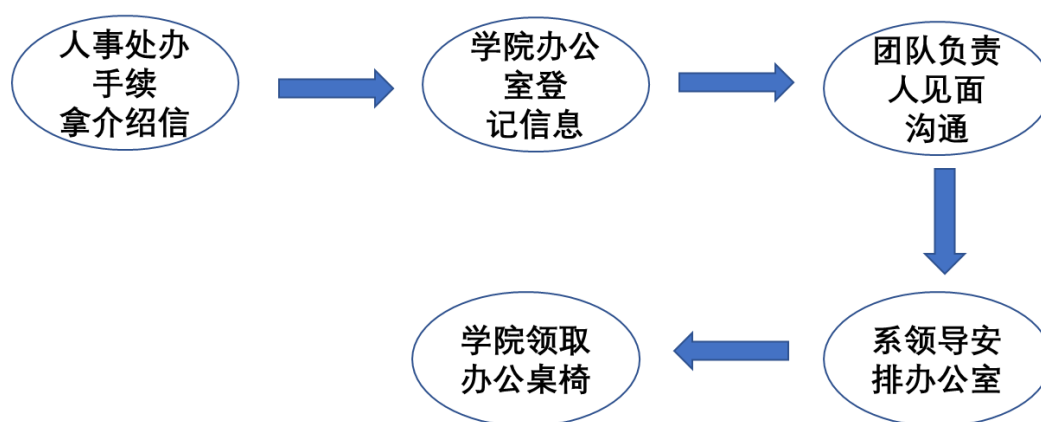 人事处办
手续
拿介绍信
学院办公
室登
记信息
团队负责
人见面
沟通
系领导安
排办公室
学院领取
办公桌椅